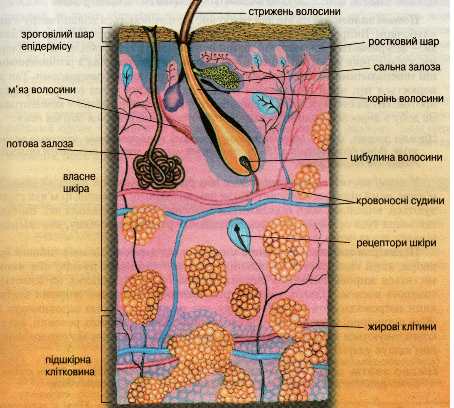 стрижень волосини
зроговілий шар
епідермісу
ростковий шар
сальна залоза
м'яз волосини
корінь волосини
потова залоза
цибулина волосини
власне
шкіра
кровоносні судини
рецептори шкіри
жирові клітини
підшкірна
клітковина